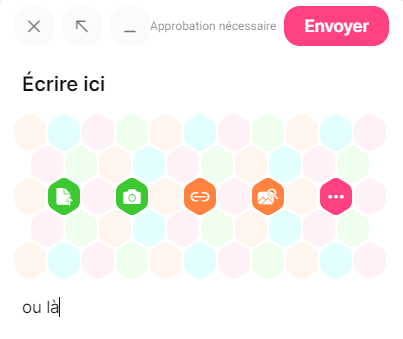 Approbation nécessaire
Envoyer
Écrire ici
ou là